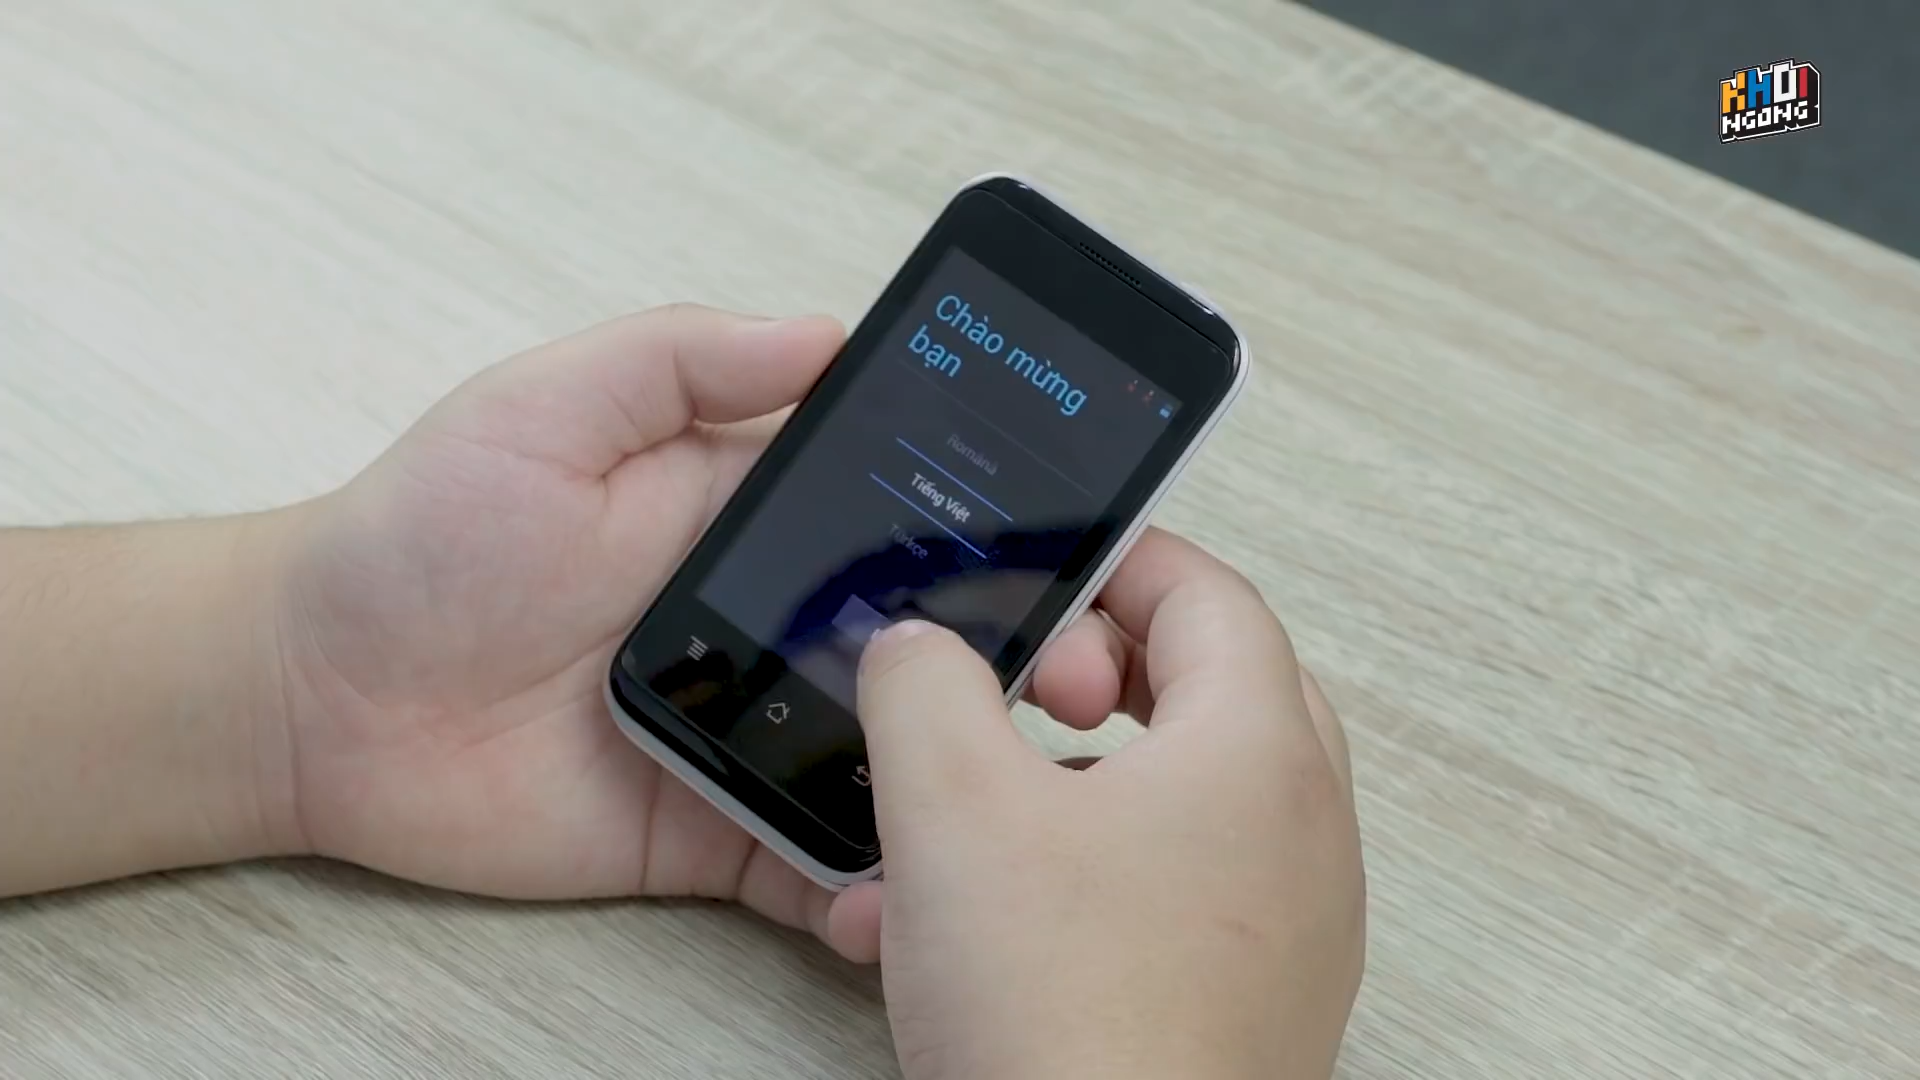 KHOI
NGONG
Chào mừng
bạn
Română
Tiếng Việt
Türkçe